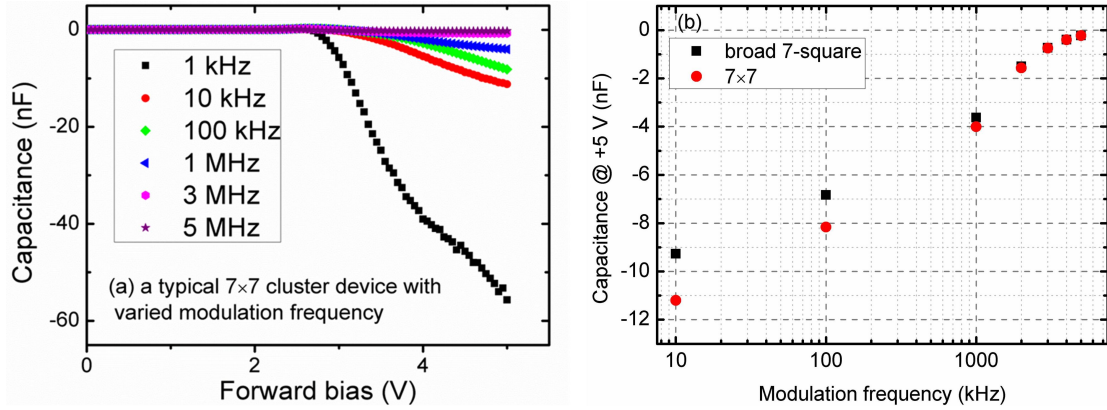 0
-20
-40
-60
Capacitance (nF)
1 kHz
10 kHz
100 kHz
1 MHz
3 MHz
5 MHz
(a) a typical 7×7 cluster device with
varied modulation frequency
0
2
4
Forward bias (V)
(b)
broad 7-square
7×7
0
-2
-4
-6
-8
-10
-12
Capacitance @ +5 V (nF)
10
100
1000
Modulation frequency (kHz)